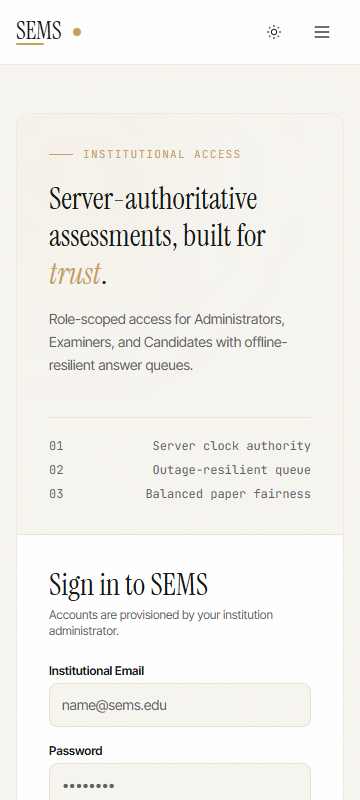 SEMS
INSTITUTIONAL ACCESS
Server-authoritative
assessments, built for
trust.
Role-scoped access for Administrators,
Examiners, and Candidates with offline-
resilient answer queues.
01 Server clock authority
02 Outage-resilient queue
03 Balanced paper fairness
Sign in to SEMS
Accounts are provisioned by your institution
administrator.
Institutional Email
name@sems.edu
Password
••••••••